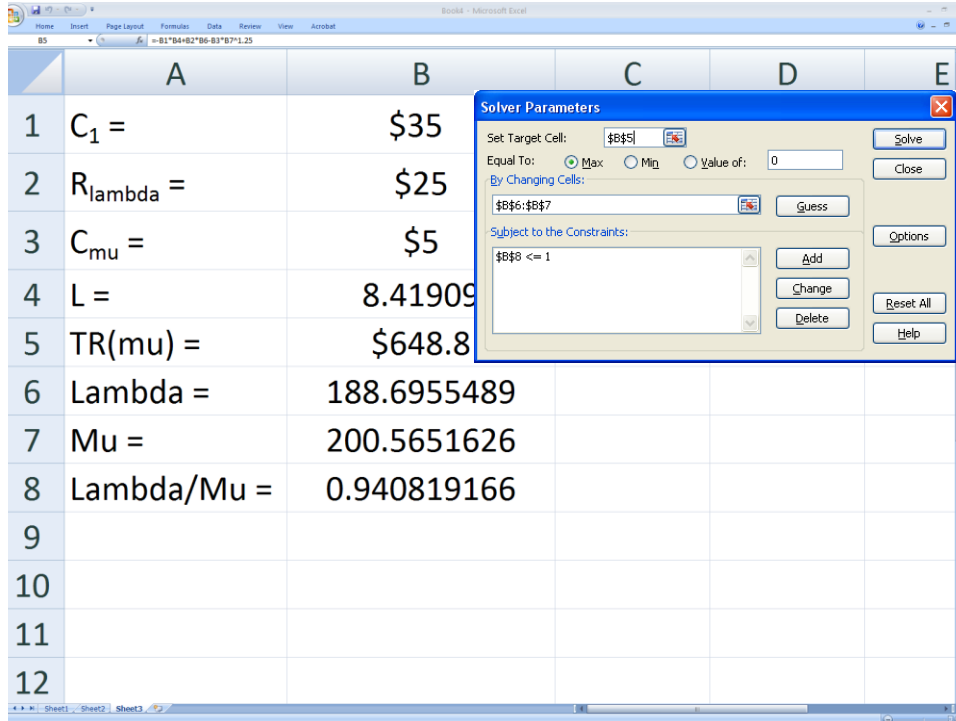 Book4 - Microsoft Excel
Home Insert Page Layout Formulas Data Review View Acrobat
B5 fx =-B1*B4+B2*B6-B3*B7^1.25
A B C D E
1 C1 = $35
2 Rlambda = $25
3 Cmu = $5
4 L = 8.41909
5 TR(mu) = $648.8
6 Lambda = 188.6955489
7 Mu = 200.5651626
8 Lambda/Mu = 0.940819166
9
10
11
12
Solver Parameters
Set Target Cell: $B$5 Solve
Equal To: Max Min Value of: 0 Close
By Changing Cells:
$B$6:$B$7 Guess
Subject to the Constraints: Options
$B$8 <= 1 Add
Change Reset All
Delete Help
Sheet1 Sheet2 Sheet3